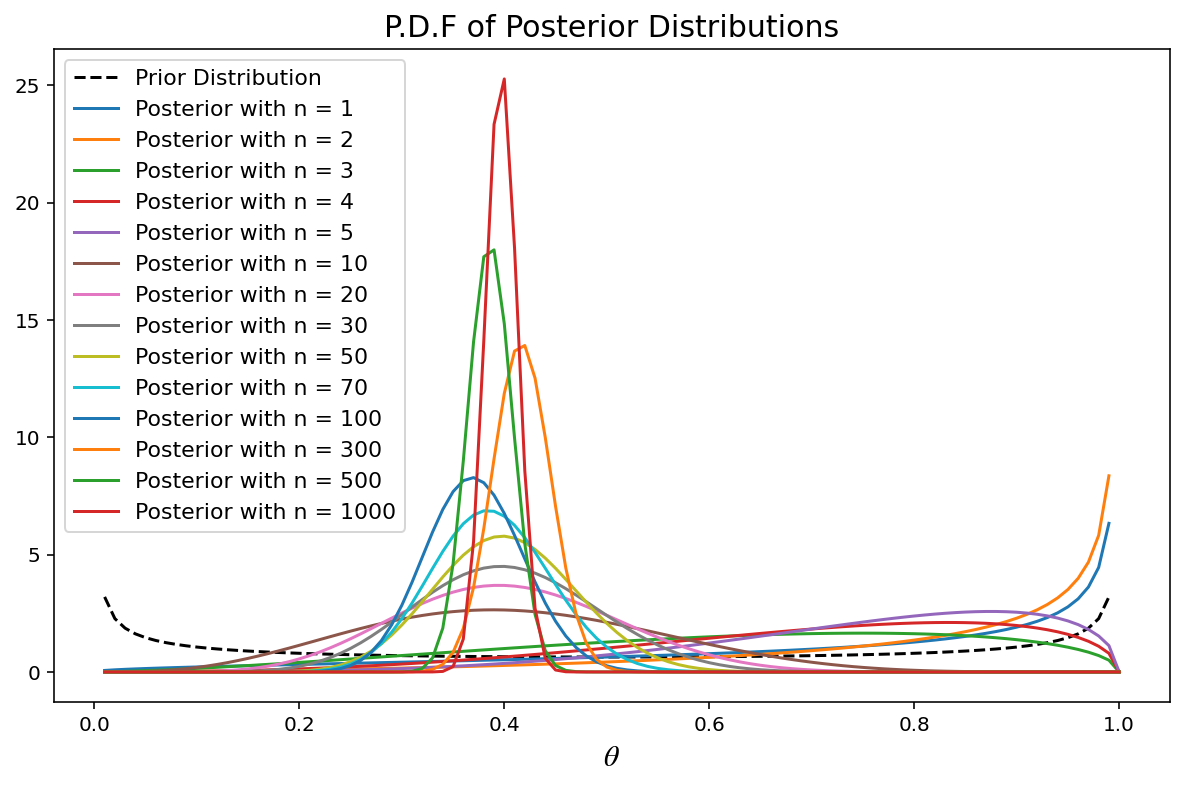 P.D.F of Posterior Distributions
25
20
15
10
5
0
Prior Distribution
Posterior with n = 1
Posterior with n = 2
Posterior with n = 3
Posterior with n = 4
Posterior with n = 5
Posterior with n = 10
Posterior with n = 20
Posterior with n = 30
Posterior with n = 50
Posterior with n = 70
Posterior with n = 100
Posterior with n = 300
Posterior with n = 500
Posterior with n = 1000
0.0 0.2 0.4 0.6 0.8 1.0
θ